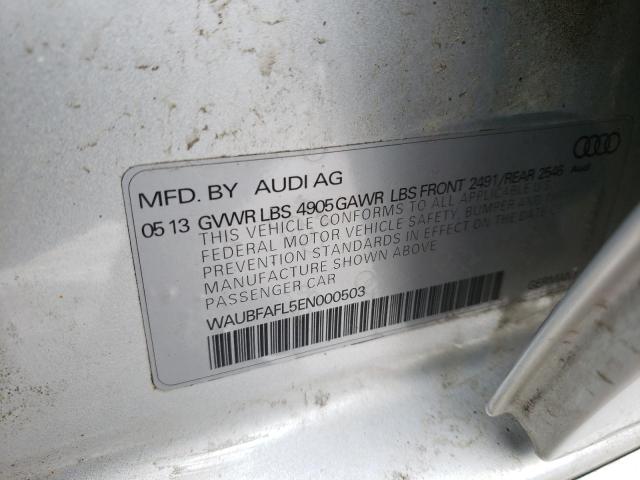 MFD. BY AUDI AG
05 13 GVWR LBS 4905 GAWR LBS FRONT 2491/REAR 2546
Audi
THIS VEHICLE CONFORMS TO ALL APPLICABLE U.S.
FEDERAL MOTOR VEHICLE SAFETY, BUMPER AND
PREVENTION STANDARDS IN EFFECT ON THE DATE
MANUFACTURE SHOWN ABOVE
PASSENGER CAR
WAUBFAFL5EN000503
GERMAN